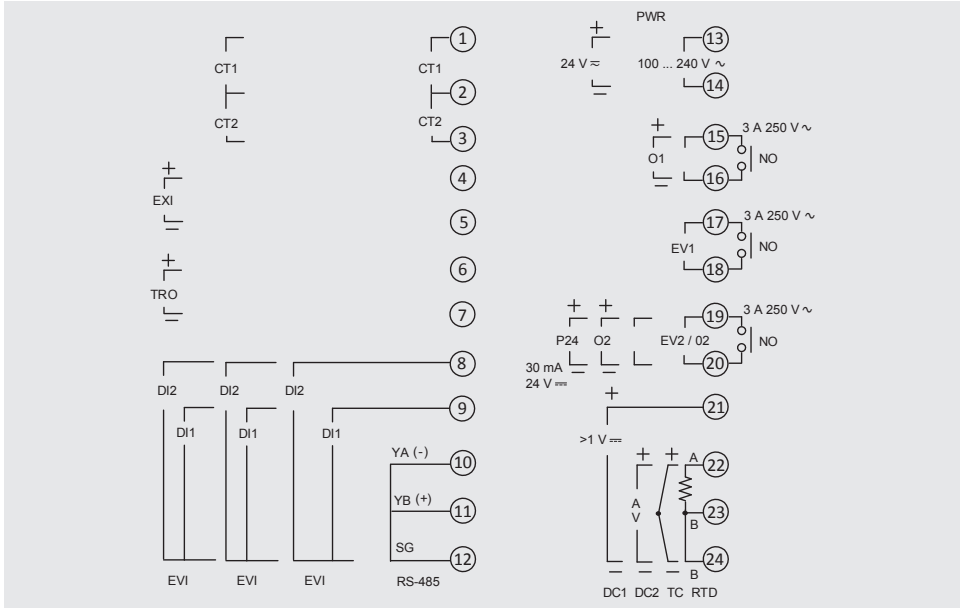 PWR
1 13
+
CT1 CT1 24 V ≂ 100 ... 240 V ∿
2 14
CT2 CT2
3
+ 15 3 A 250 V ∿
O1 NO
+ 4 16
EXI
5 17 3 A 250 V ∿
EV1 NO
+ 6 18
TRO
7 + + 19 3 A 250 V ∿
P24 O2 EV2 / 02 NO
8 20
30 mA
24 V ⎓
DI2 DI2 DI2
9 + 21
DI1 DI1 DI1
>1 V ⎓
YA (-) 10 + + A 22
YB (+) 11 A V B 23
SG 12 B 24
EVI EVI EVI RS-485 DC1 DC2 TC RTD